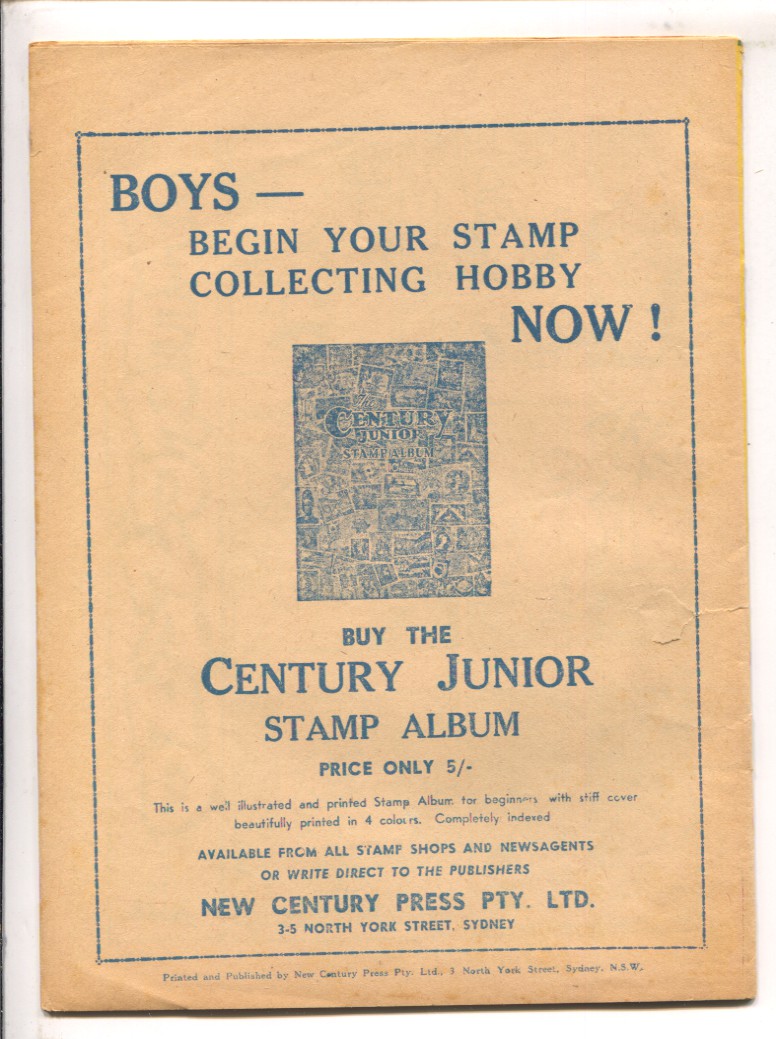 BOYS —
BEGIN YOUR STAMP
COLLECTING HOBBY
NOW !
The
CENTURY
JUNIOR
STAMP ALBUM
BUY THE
CENTURY JUNIOR
STAMP ALBUM
PRICE ONLY 5/-
This is a well illustrated and printed Stamp Album for beginners with stiff cover
beautifully printed in 4 colours. Completely indexed
AVAILABLE FROM ALL STAMP SHOPS AND NEWSAGENTS
OR WRITE DIRECT TO THE PUBLISHERS
NEW CENTURY PRESS PTY. LTD.
3-5 NORTH YORK STREET, SYDNEY
Printed and Published by New Century Press Pty. Ltd., 3 North York Street, Sydney, N.S.W.